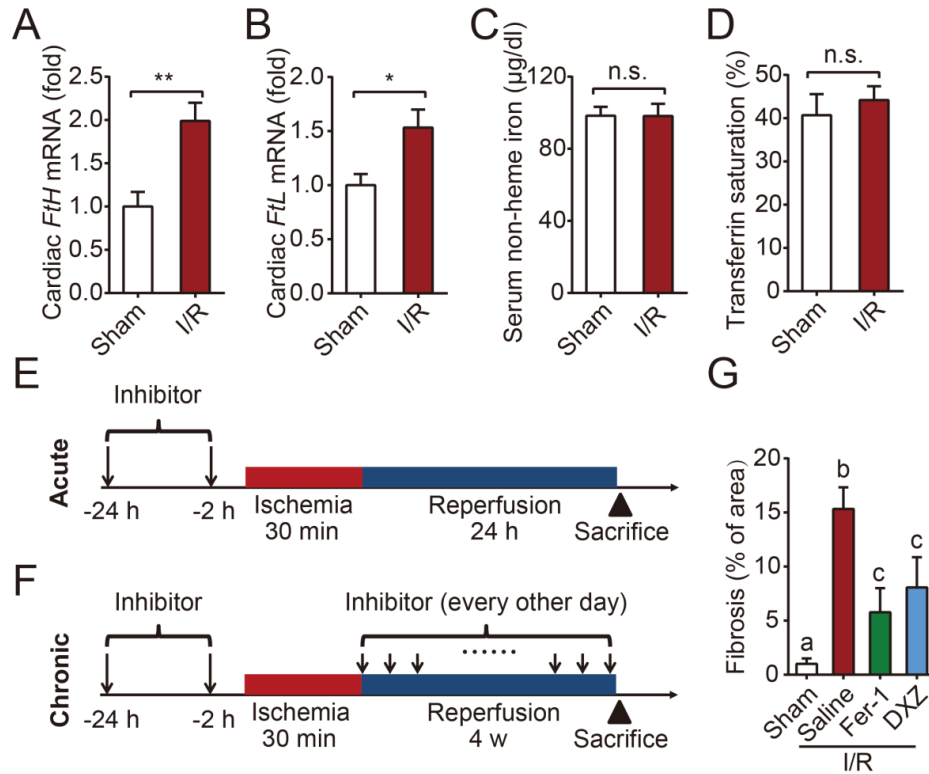 A
Cardiac FtH mRNA (fold)
2.5
2.0
1.5
1.0
0.5
0.0
**
Sham
I/R
B
Cardiac FtL mRNA (fold)
2.0
1.5
1.0
0.5
0.0
*
Sham
I/R
C
Serum non-heme iron (μg/dl)
120
80
40
0
n.s.
Sham
I/R
D
Transferrin saturation (%)
60
40
20
0
n.s.
Sham
I/R
E
Acute
Inhibitor
-24 h
-2 h
Ischemia
30 min
Reperfusion
24 h
Sacrifice
F
Chronic
Inhibitor
Inhibitor (every other day)
......
-24 h
-2 h
Ischemia
30 min
Reperfusion
4 w
Sacrifice
G
Fibrosis (% of area)
20
15
10
5
0
a
b
c
c
Sham
Saline
Fer-1
DXZ
I/R